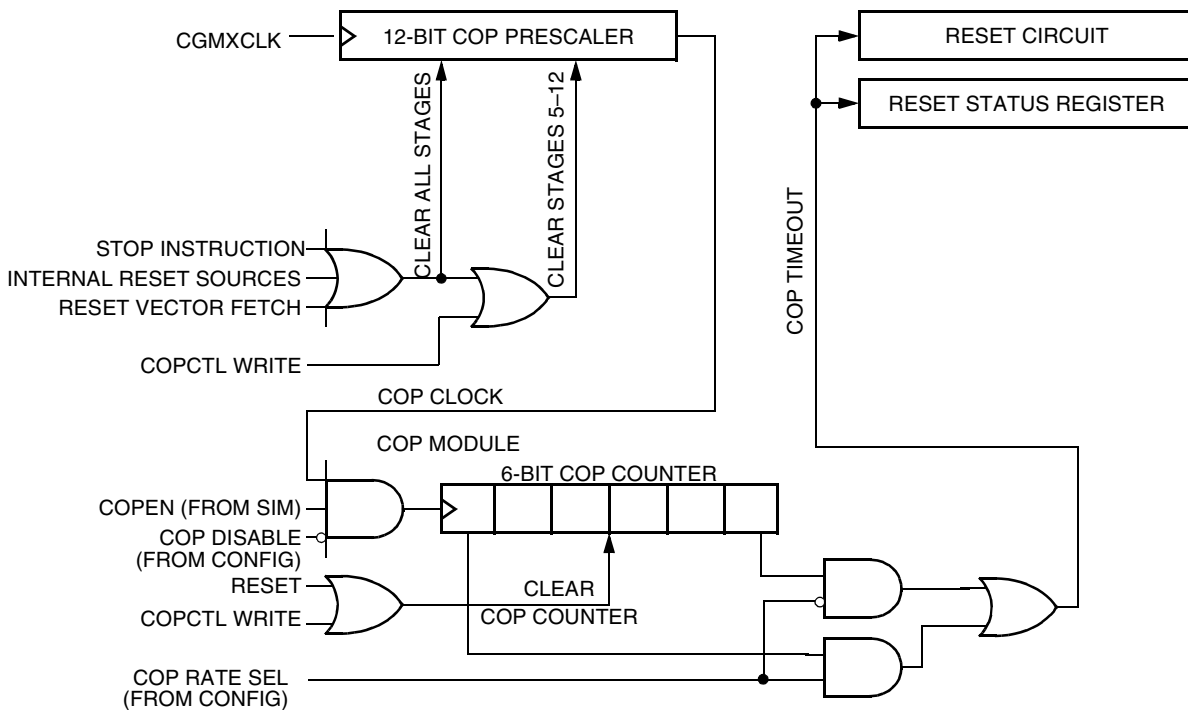 CGMXCLK
12-BIT COP PRESCALER
RESET CIRCUIT
RESET STATUS REGISTER
CLEAR ALL STAGES
CLEAR STAGES 5–12
COP TIMEOUT
STOP INSTRUCTION
INTERNAL RESET SOURCES
RESET VECTOR FETCH
COPCTL WRITE
COP CLOCK
COP MODULE
6-BIT COP COUNTER
COPEN (FROM SIM)
COP DISABLE
(FROM CONFIG)
RESET
COPCTL WRITE
CLEAR
COP COUNTER
COP RATE SEL
(FROM CONFIG)